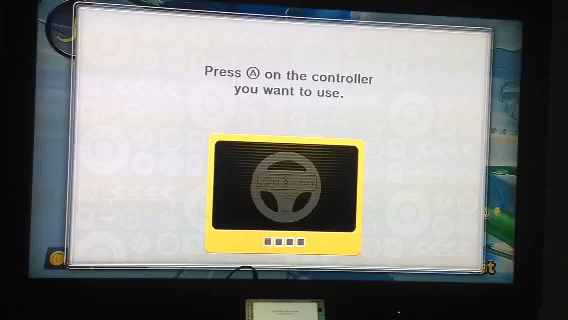 Press Ⓐ on the controller
you want to use.